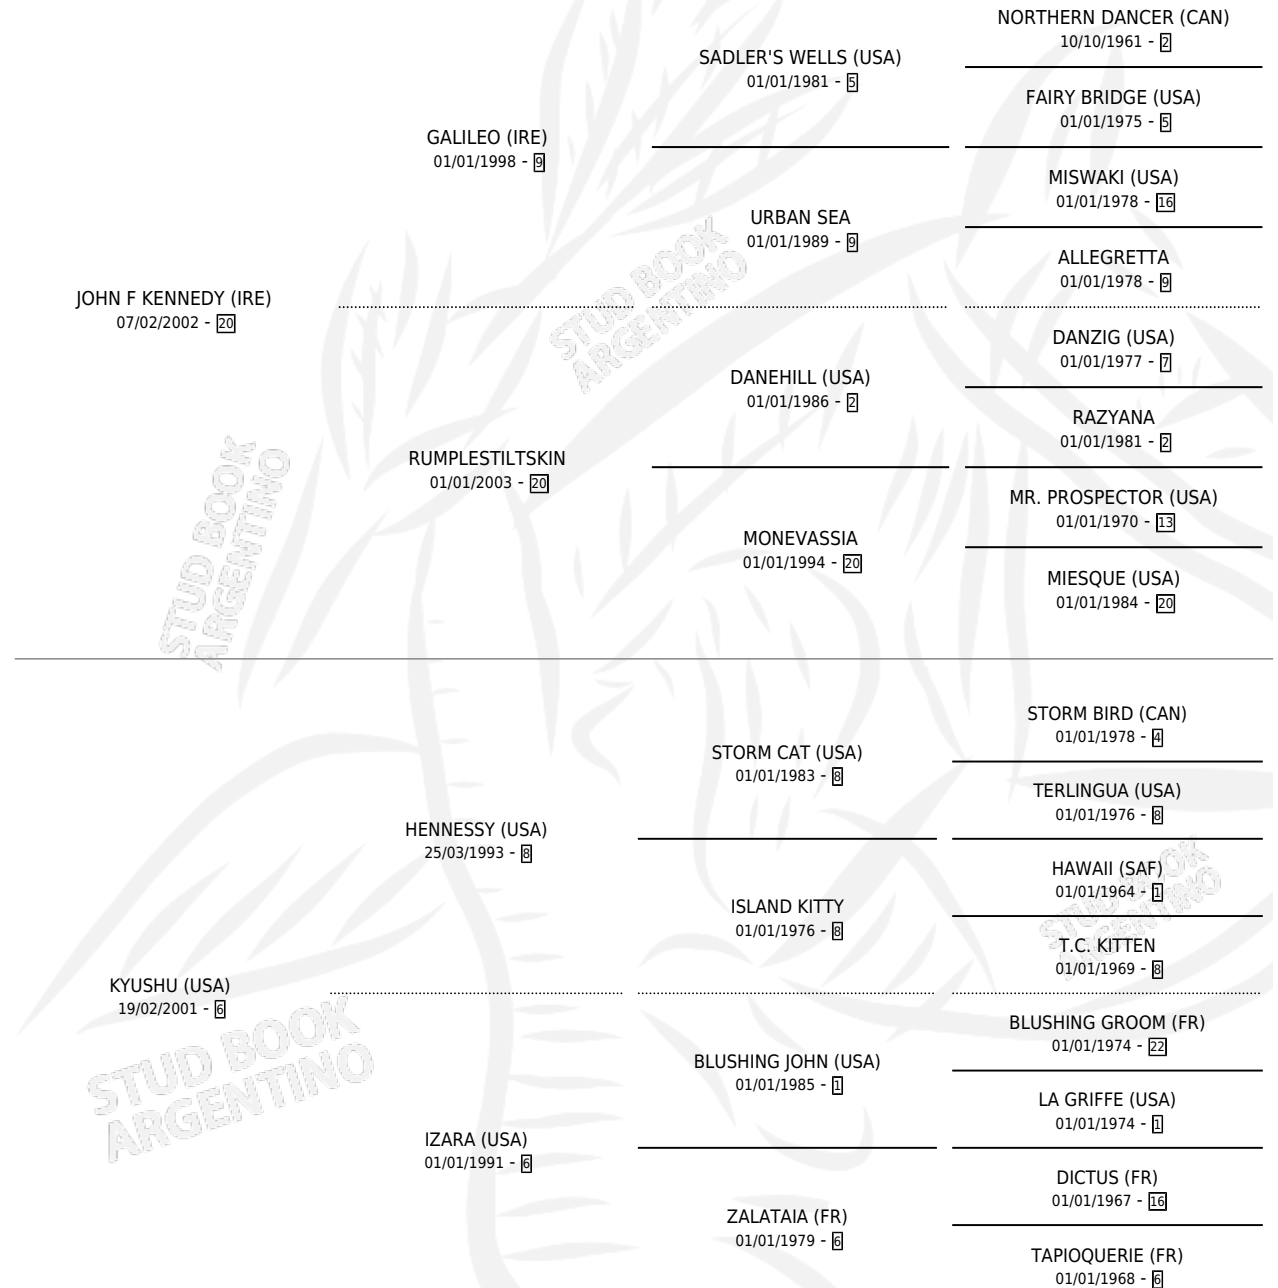 NORTHERN DANCER (CAN)
10/10/1961 - 2
SADLER'S WELLS (USA)
01/01/1981 - 5
FAIRY BRIDGE (USA)
01/01/1975 - 5
GALILEO (IRE)
01/01/1998 - 9
MISWAKI (USA)
01/01/1978 - 16
URBAN SEA
01/01/1989 - 9
ALLEGRETTA
01/01/1978 - 9
JOHN F KENNEDY (IRE)
07/02/2002 - 20
DANZIG (USA)
01/01/1977 - 7
DANEHILL (USA)
01/01/1986 - 2
RAZYANA
01/01/1981 - 2
RUMPLESTILTSKIN
01/01/2003 - 20
MR. PROSPECTOR (USA)
01/01/1970 - 13
MONEVASSIA
01/01/1994 - 20
MIESQUE (USA)
01/01/1984 - 20
STORM BIRD (CAN)
01/01/1978 - 4
STORM CAT (USA)
01/01/1983 - 8
TERLINGUA (USA)
01/01/1976 - 8
HENNESSY (USA)
25/03/1993 - 8
HAWAII (SAF)
01/01/1964 - 1
ISLAND KITTY
01/01/1976 - 8
T.C. KITTEN
01/01/1969 - 8
KYUSHU (USA)
19/02/2001 - 6
BLUSHING GROOM (FR)
01/01/1974 - 22
BLUSHING JOHN (USA)
01/01/1985 - 1
LA GRIFFE (USA)
01/01/1974 - 1
IZARA (USA)
01/01/1991 - 6
DICTUS (FR)
01/01/1967 - 16
ZALATAIA (FR)
01/01/1979 - 6
TAPIOQUERIE (FR)
01/01/1968 - 6
STUD BOOK
ARGENTINO
STUD BOOK
ARGENTINO
STUD BOOK
ARGENTINO
STUD BOOK
ARGENTINO